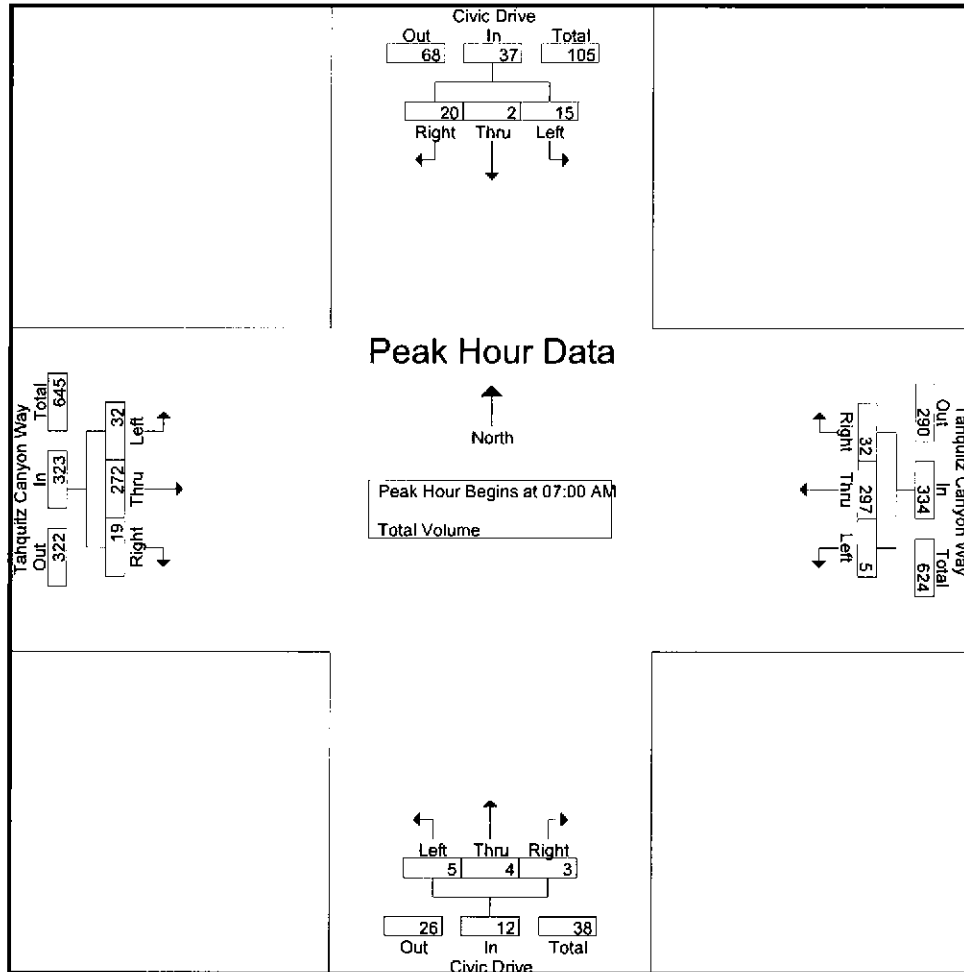 Civic Drive
Out In Total
68 37 105
20 2 15
Right Thru Left
Peak Hour Data
North
Peak Hour Begins at 07:00 AM
Total Volume
Tahquitz Canyon Way
Out In Total
322 323 645
19 272 32
Right Thru Left
Tahquitz Canyon Way
Out In Total
290 334 624
32 297 5
Right Thru Left
Left Thru Right
5 4 3
26 12 38
Out In Total
Civic Drive